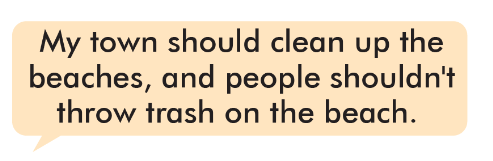 My town should clean up the
beaches, and people shouldn't
throw trash on the beach.